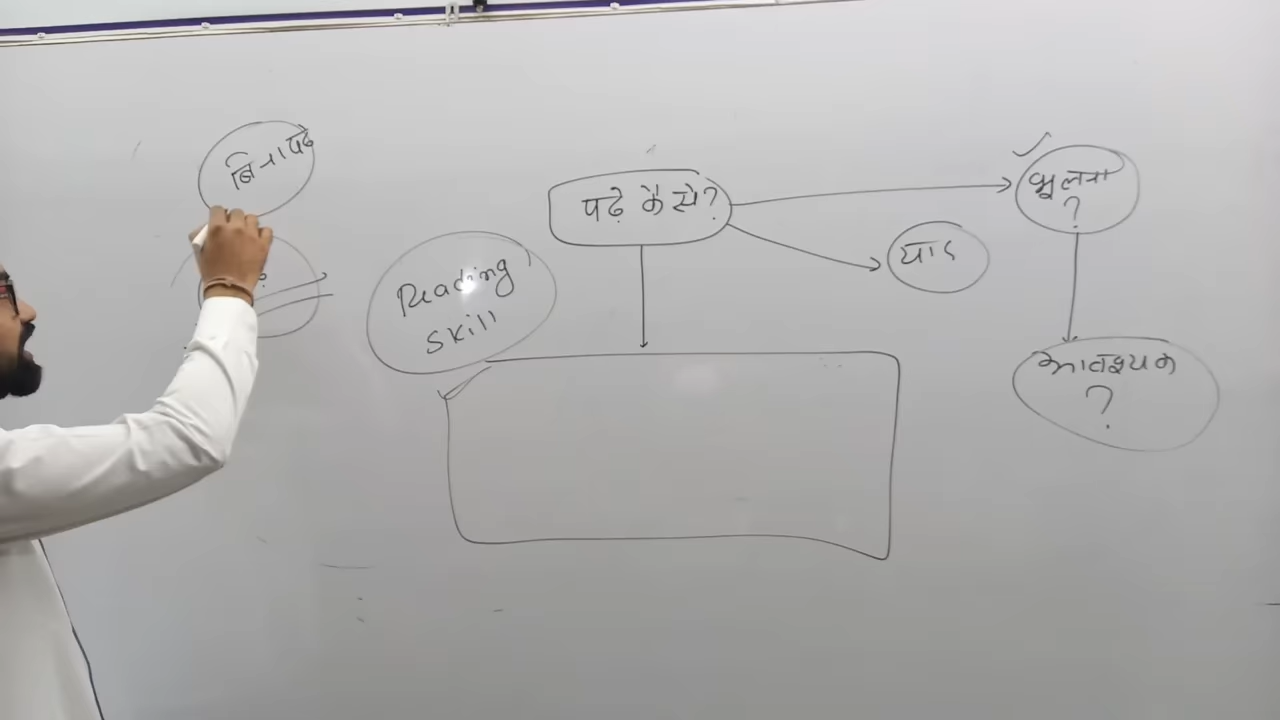 बिना पढे
पढ़े कैसे?
भूलना
?
याद
Reading
skill
आवश्यक
?